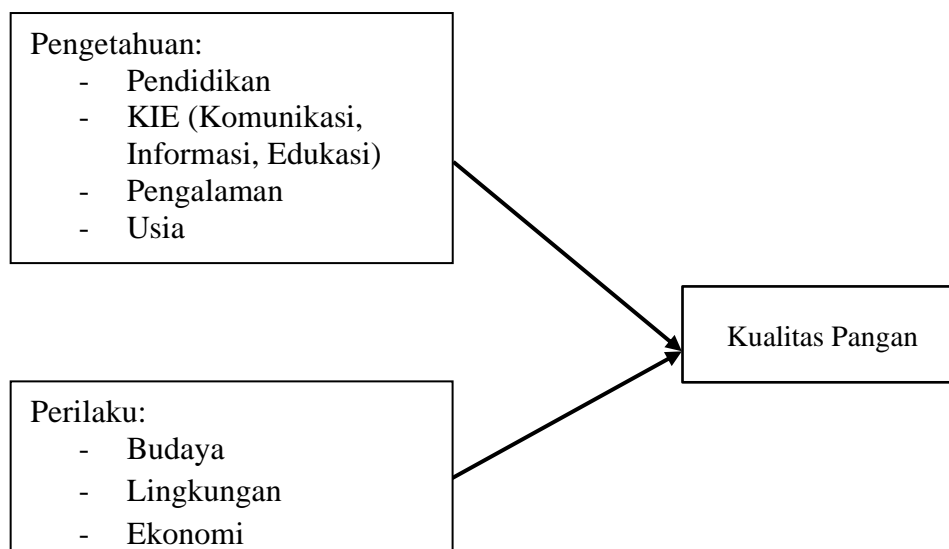 Pengetahuan:
- Pendidikan
- KIE (Komunikasi,
Informasi, Edukasi)
- Pengalaman
- Usia
Kualitas Pangan
Perilaku:
- Budaya
- Lingkungan
- Ekonomi